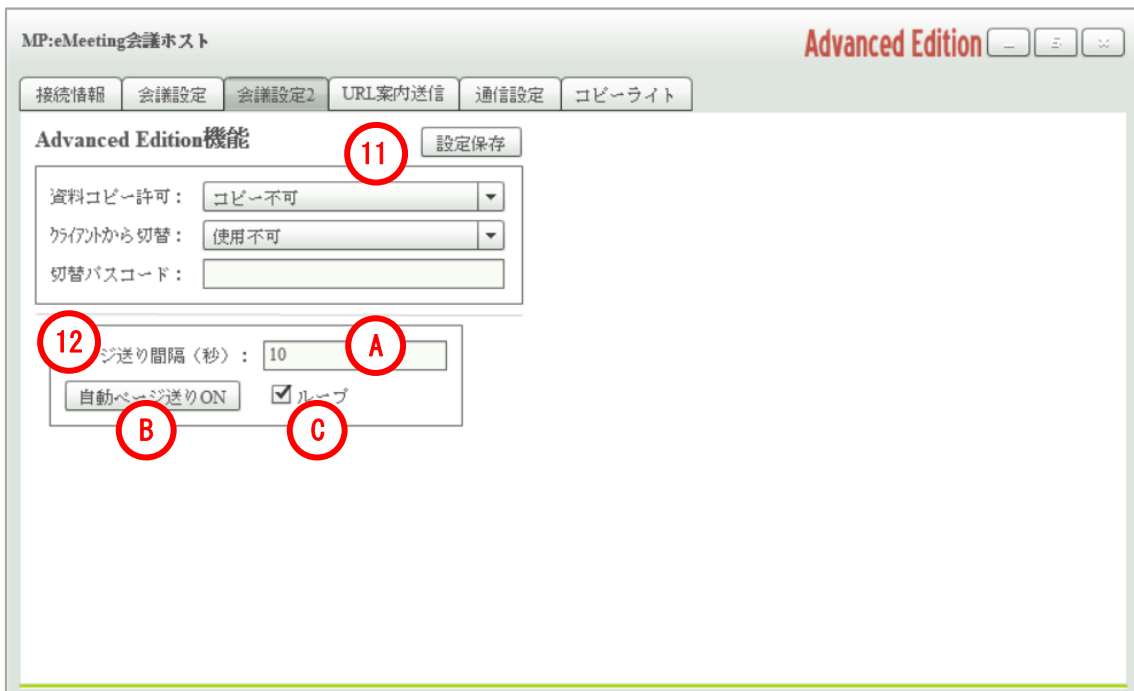 MP:eMeeting会議ホスト
Advanced Edition
接続情報 会議設定 会議設定2 URL案内送信 通信設定 コピーライト
Advanced Edition機能
11
設定保存
資料コピー許可： コピー不可
クライアントから切替： 使用不可
切替パスコード：
12
ジ送り間隔（秒）： 10
A
自動ページ送りON ループ
B
C